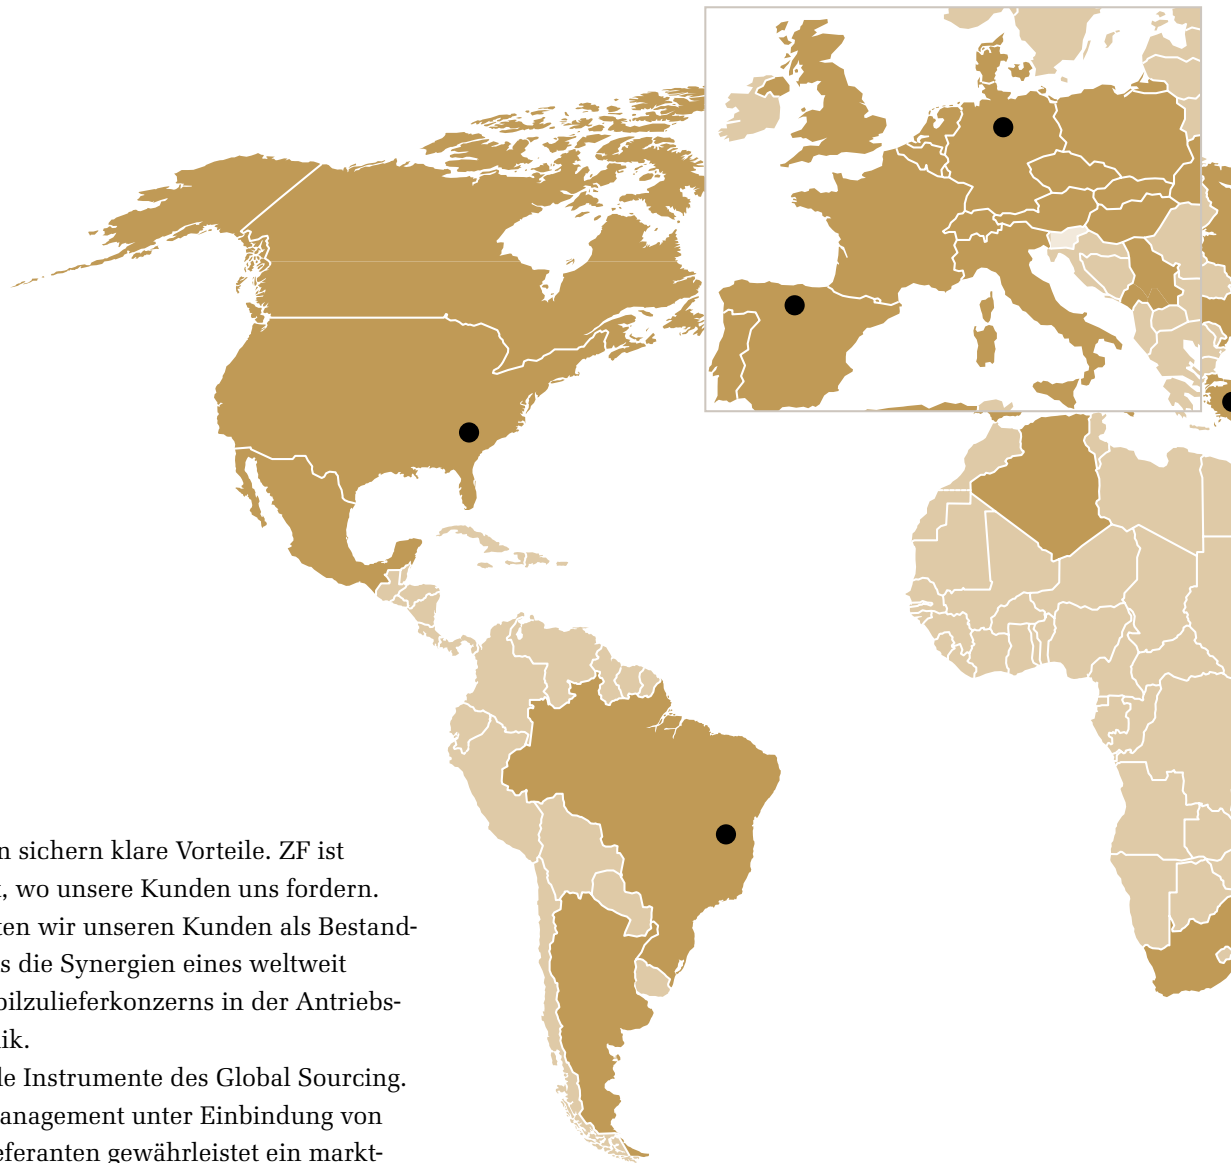 n sichern klare Vorteile. ZF ist
, wo unsere Kunden uns fordern.
en wir unseren Kunden als Bestand-
s die Synergien eines weltweit
bilzulieferkonzerns in der Antriebs-
ik.
le Instrumente des Global Sourcing.
anagement unter Einbindung von
eferanten gewährleistet ein markt-